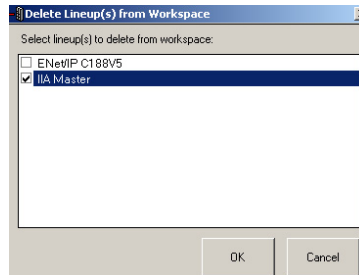 Delete Lineup(s) from Workspace
Select lineup(s) to delete from workspace:
ENet/IP C188V5
IIA Master
OK
Cancel